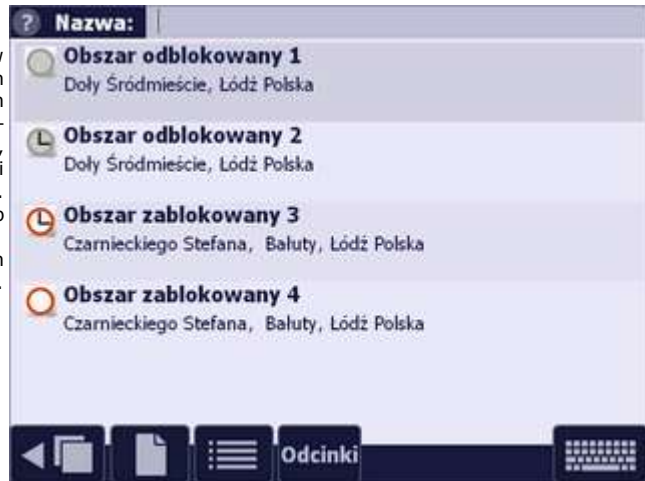 ? Nazwa:
Obszar odblokowany 1
Doły Śródmieście, Łódź Polska
Obszar odblokowany 2
Doły Śródmieście, Łódź Polska
Obszar zablokowany 3
Czarnieckiego Stefana, Bałuty, Łódź Polska
Obszar zablokowany 4
Czarnieckiego Stefana, Bałuty, Łódź Polska
Odcinki